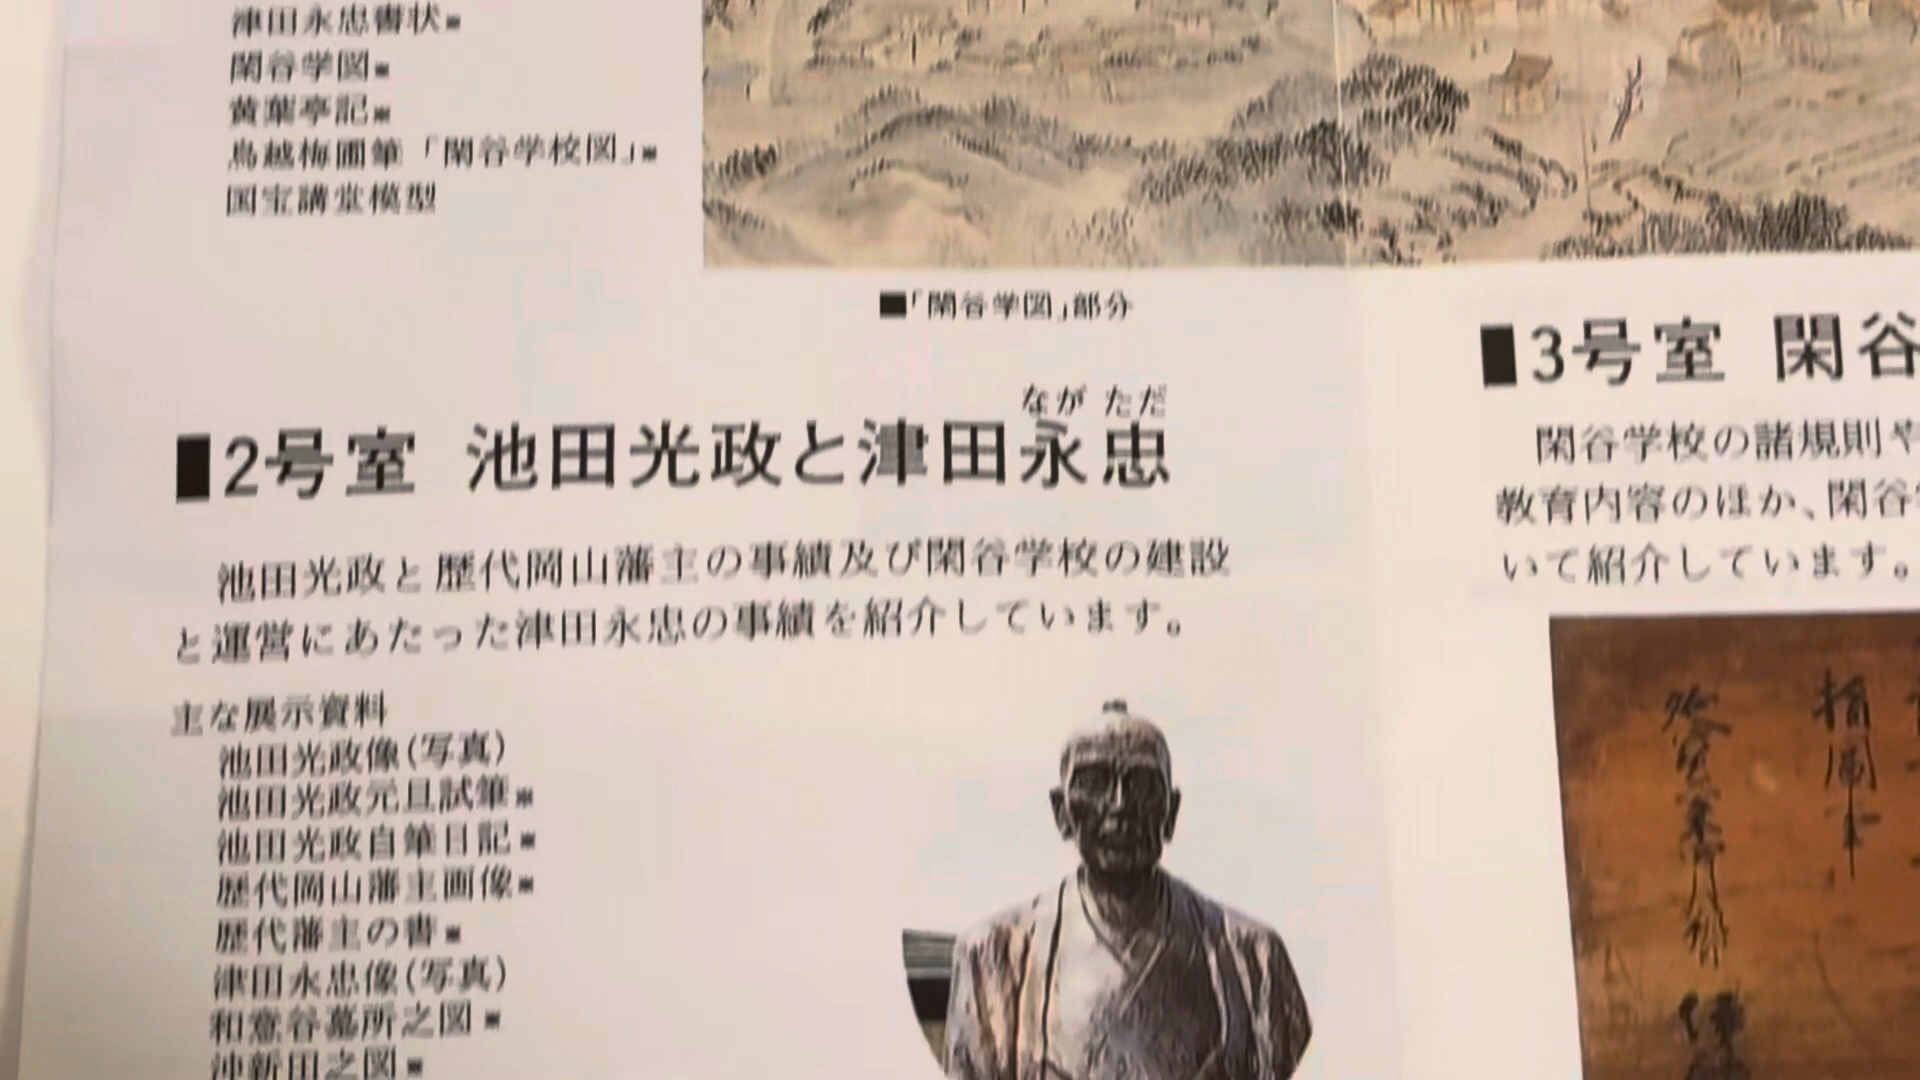 津田永忠書状■
閑谷学図■
黄葉亭記■
鳥越梅圃筆「閑谷学校図」■
国宝講堂模型
■「閑谷学図」部分
■2号室 池田光政と津田永忠
ながただ
池田光政と歴代岡山藩主の事績及び閑谷学校の建設
と運営にあたった津田永忠の事績を紹介しています。
主な展示資料
池田光政像(写真)
池田光政元旦試筆■
池田光政自筆日記■
歴代岡山藩主画像■
歴代藩主の書■
津田永忠像(写真)
和意谷墓所之図■
沖新田之図■
■3号室 閑谷
閑谷学校の諸規則や
教育内容のほか、閑谷
いて紹介しています。